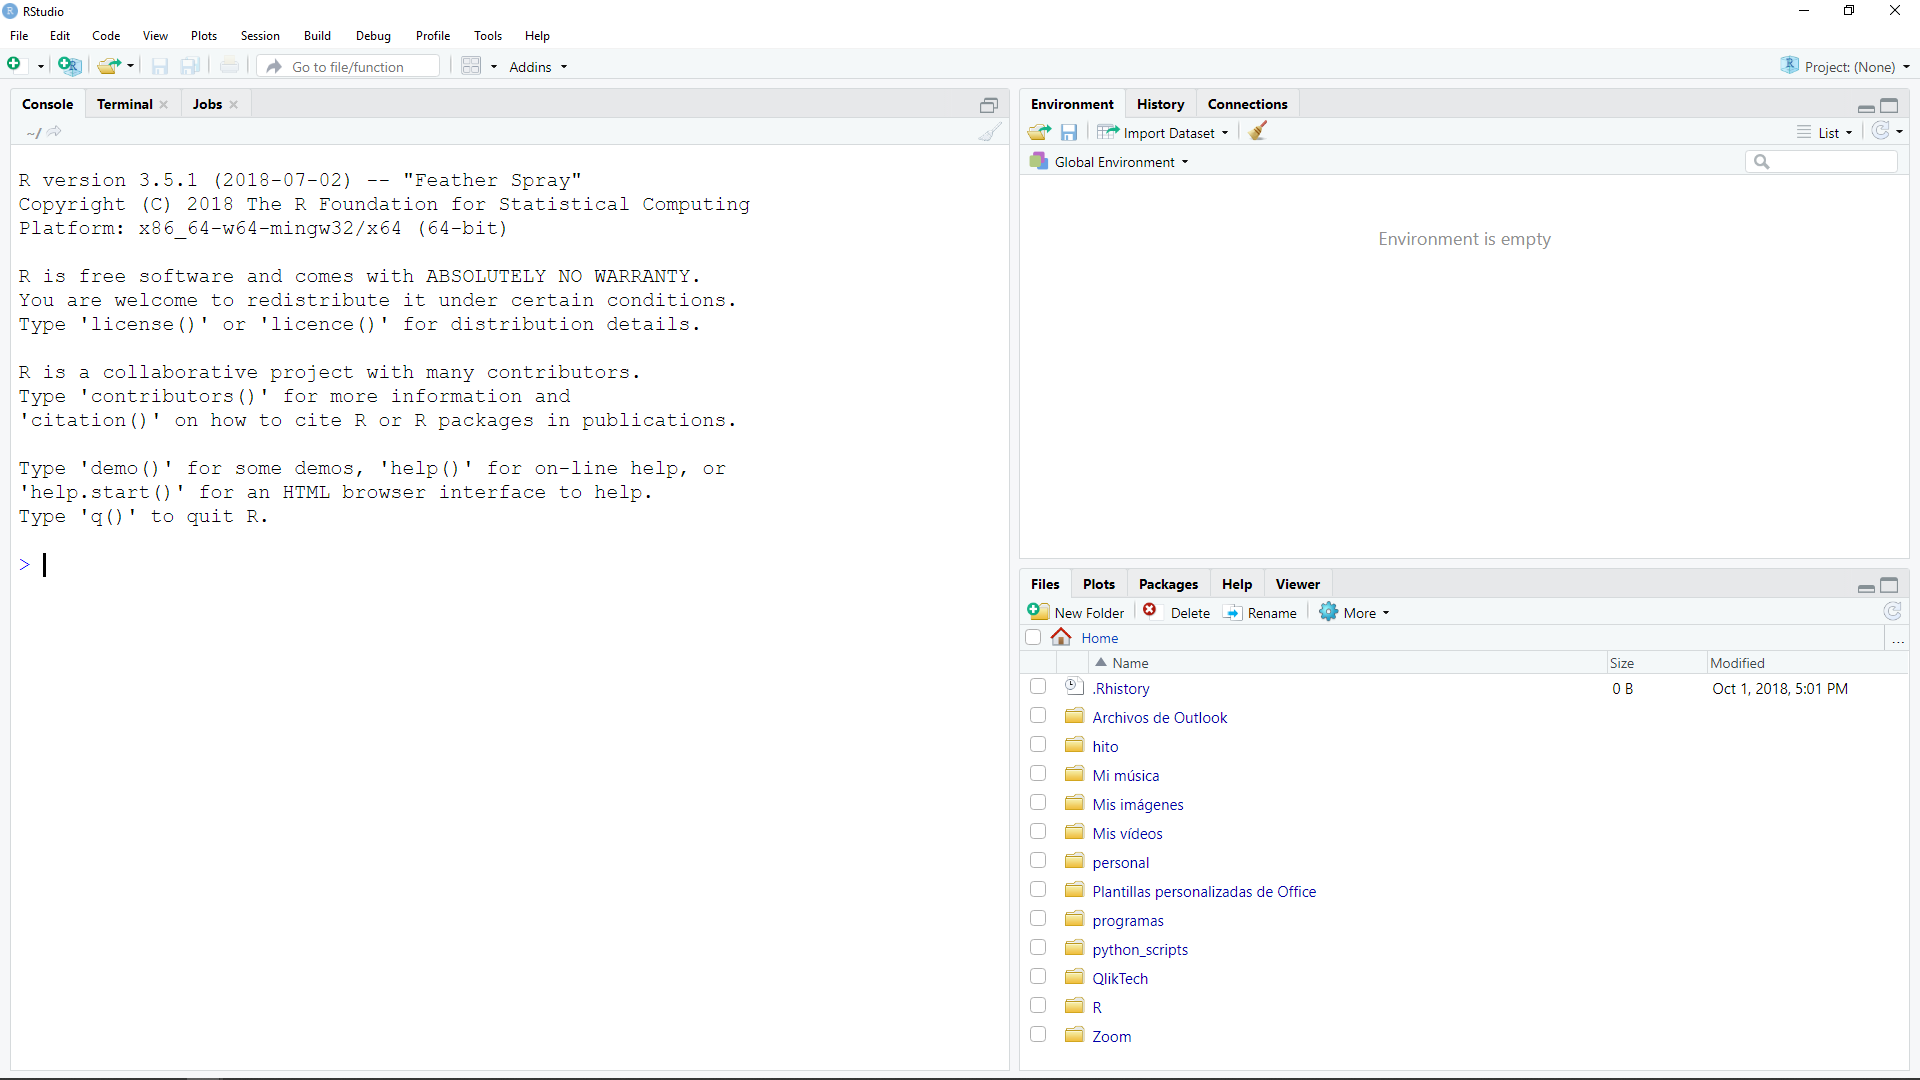 RStudio
File Edit Code View Plots Session Build Debug Profile Tools Help
Go to file/function Addins Project: (None)
Console Terminal Jobs
~/
R version 3.5.1 (2018-07-02) -- "Feather Spray"
Copyright (C) 2018 The R Foundation for Statistical Computing
Platform: x86_64-w64-mingw32/x64 (64-bit)
R is free software and comes with ABSOLUTELY NO WARRANTY.
You are welcome to redistribute it under certain conditions.
Type 'license()' or 'licence()' for distribution details.
R is a collaborative project with many contributors.
Type 'contributors()' for more information and
'citation()' on how to cite R or R packages in publications.
Type 'demo()' for some demos, 'help()' for on-line help, or
'help.start()' for an HTML browser interface to help.
Type 'q()' to quit R.
>
Environment History Connections
Import Dataset List
Global Environment
Environment is empty
Files Plots Packages Help Viewer
New Folder Delete Rename More
Home ...
Name Size Modified
.Rhistory 0 B Oct 1, 2018, 5:01 PM
Archivos de Outlook
hito
Mi música
Mis imágenes
Mis vídeos
personal
Plantillas personalizadas de Office
programas
python_scripts
QlikTech
R
Zoom